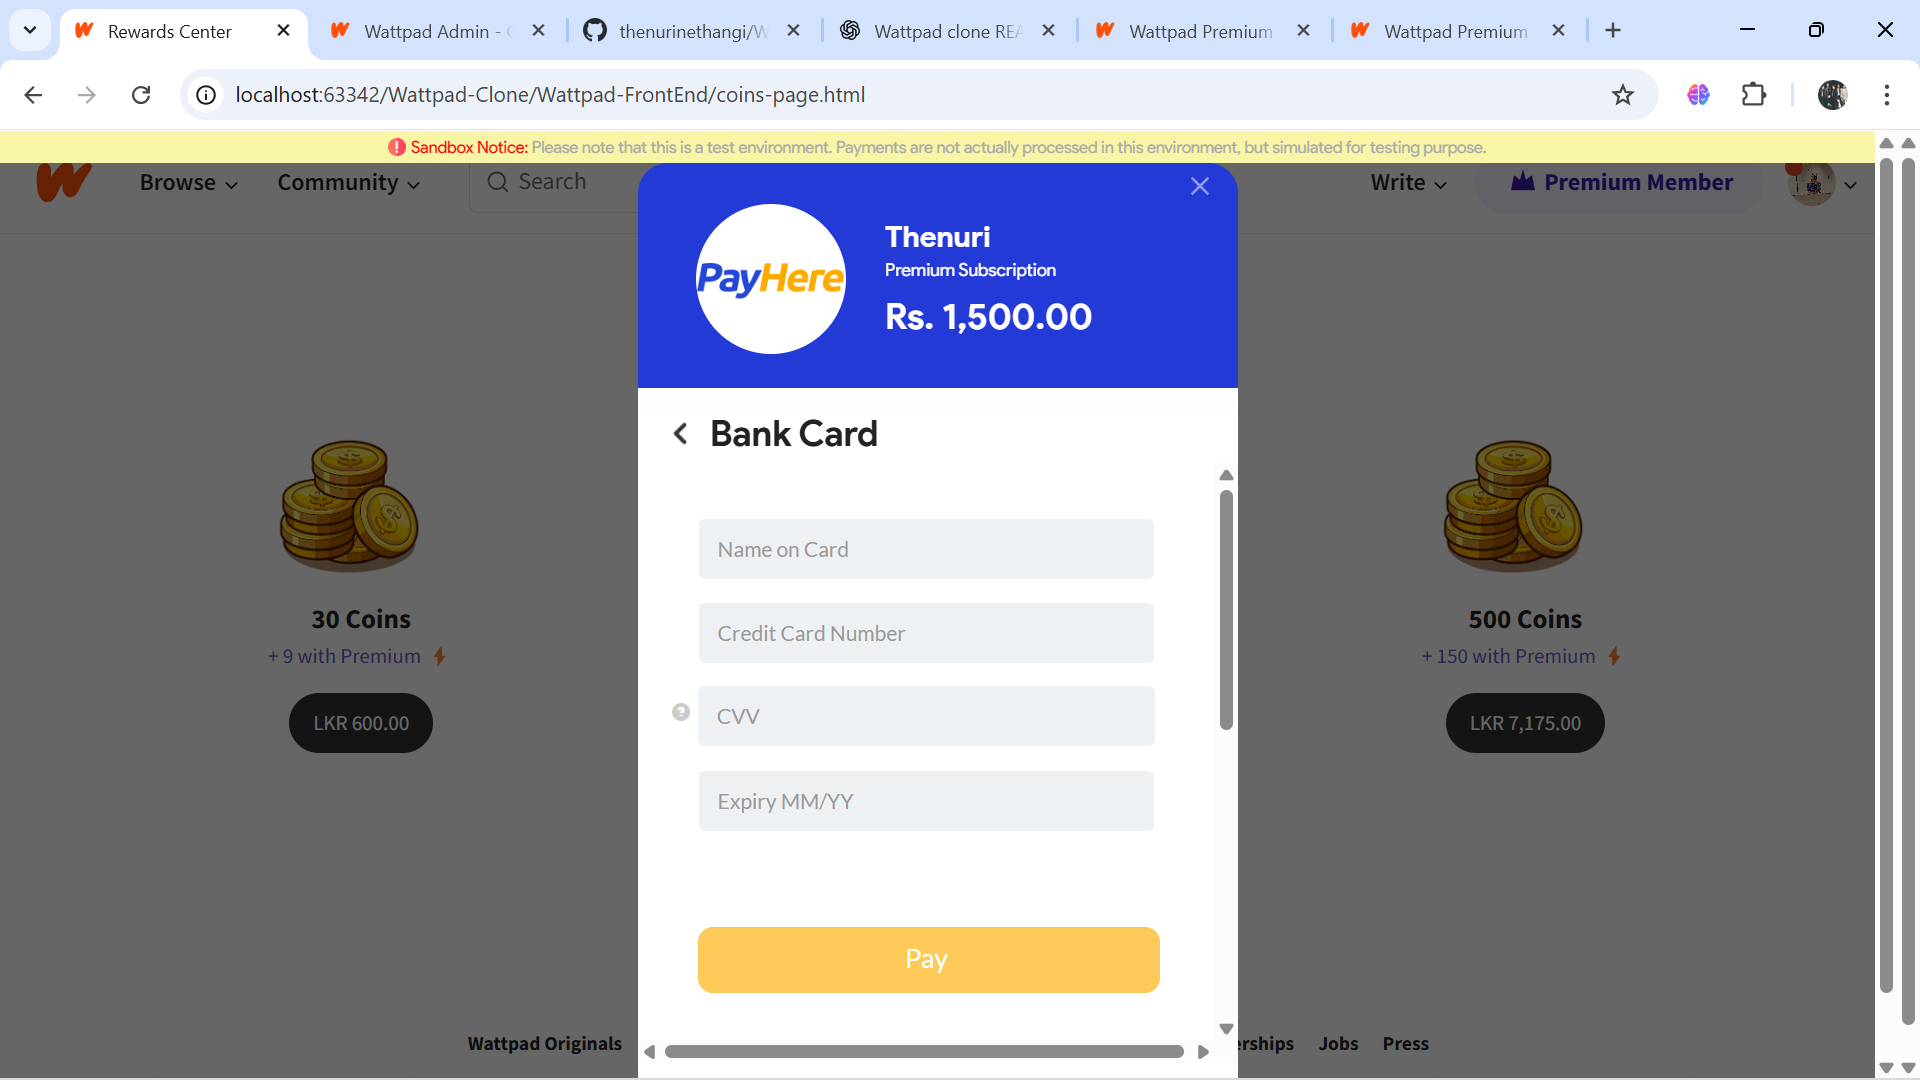 Rewards Center
Wattpad Admin -
thenurinethangi/W
Wattpad clone REA
Wattpad Premium
Wattpad Premium
localhost:63342/Wattpad-Clone/Wattpad-FrontEnd/coins-page.html
Sandbox Notice: Please note that this is a test environment. Payments are not actually processed in this environment, but simulated for testing purpose.
Browse
Community
Search
Write
Premium Member
PayHere
Thenuri
Premium Subscription
Rs. 1,500.00
Bank Card
Name on Card
Credit Card Number
CVV
Expiry MM/YY
Pay
30 Coins
+ 9 with Premium
LKR 600.00
500 Coins
+ 150 with Premium
LKR 7,175.00
Wattpad Originals
erships
Jobs
Press